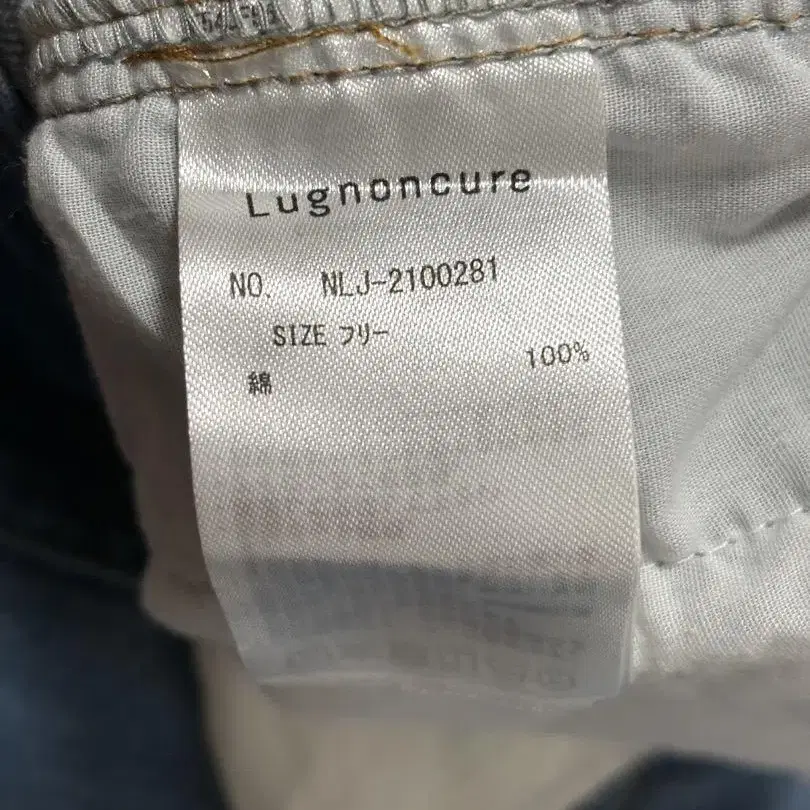 Lugnoncure
NO. NLJ-2100281
SIZE フリー
綿 100%